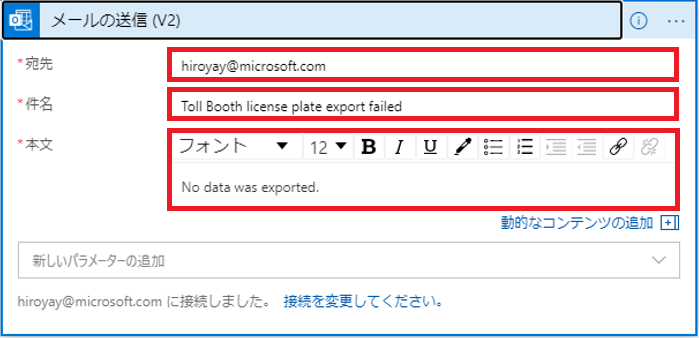 メールの送信 (V2)
*宛先
hiroyay@microsoft.com
*件名
Toll Booth license plate export failed
*本文
フォント 12 B I U
No data was exported.
動的なコンテンツの追加
新しいパラメーターの追加
hiroyay@microsoft.com に接続しました。 接続を変更してください。